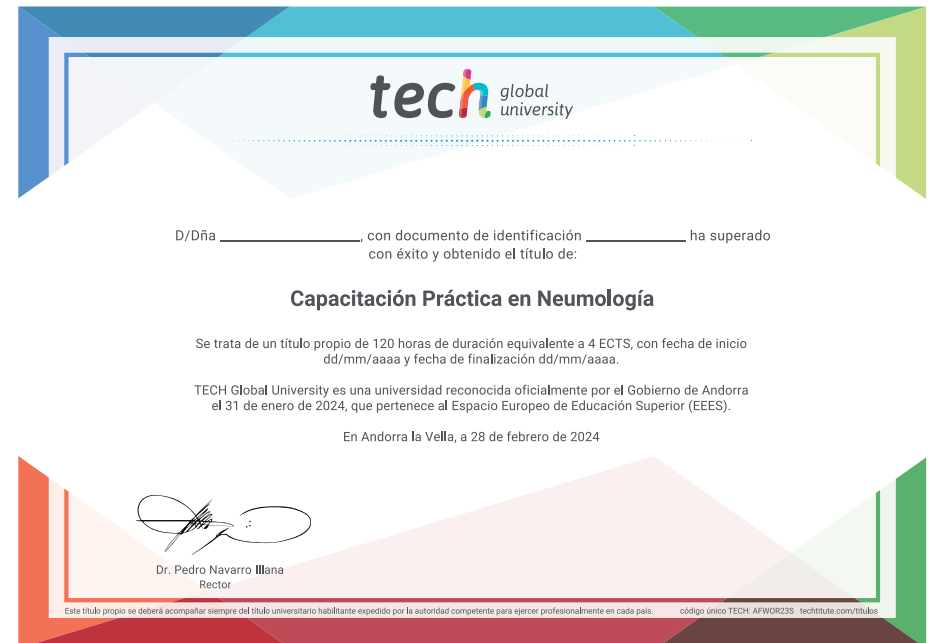 tech global university
D/Dña ____________________, con documento de identificación ______________ ha superado
con éxito y obtenido el título de:
Capacitación Práctica en Neumología
Se trata de un título propio de 120 horas de duración equivalente a 4 ECTS, con fecha de inicio
dd/mm/aaaa y fecha de finalización dd/mm/aaaa.
TECH Global University es una universidad reconocida oficialmente por el Gobierno de Andorra
el 31 de enero de 2024, que pertenece al Espacio Europeo de Educación Superior (EEES).
En Andorra la Vella, a 28 de febrero de 2024
Dr. Pedro Navarro Illana
Rector
Este título propio se deberá acompañar siempre del título universitario habilitante expedido por la autoridad competente para ejercer profesionalmente en cada país. código único TECH: AFWOR23S techtitute.com/titulos